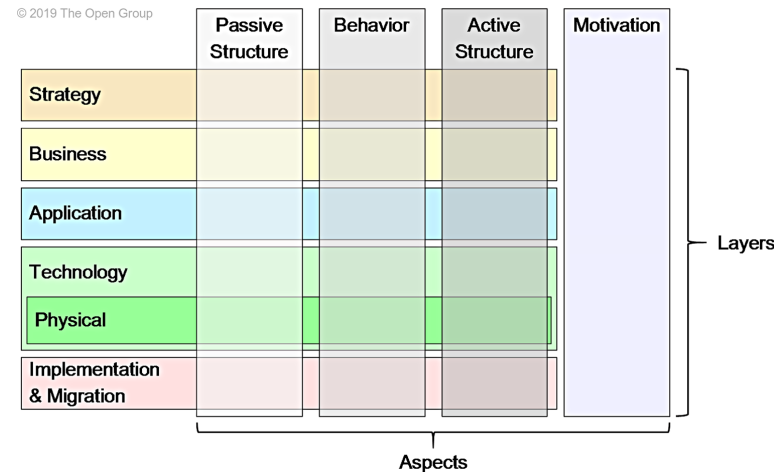 © 2019 The Open Group
Passive
Structure
Behavior
Active
Structure
Motivation
Strategy
Business
Application
Technology
Physical
Implementation
& Migration
Layers
Aspects